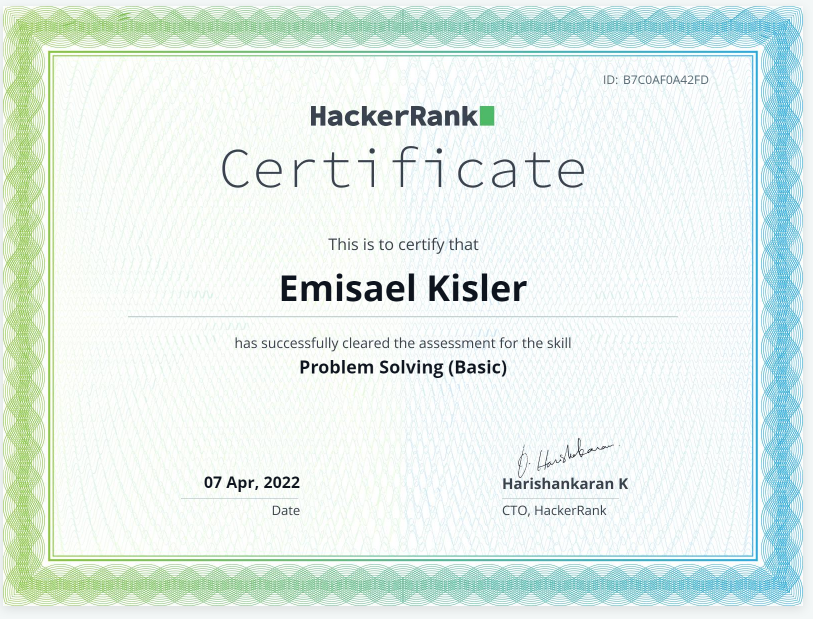 ID: B7C0AF0A42FD
HackerRank
Certificate
This is to certify that
Emisael Kisler
has successfully cleared the assessment for the skill
Problem Solving (Basic)
07 Apr, 2022
Date
D. Harishankaran
Harishankaran K
CTO, HackerRank